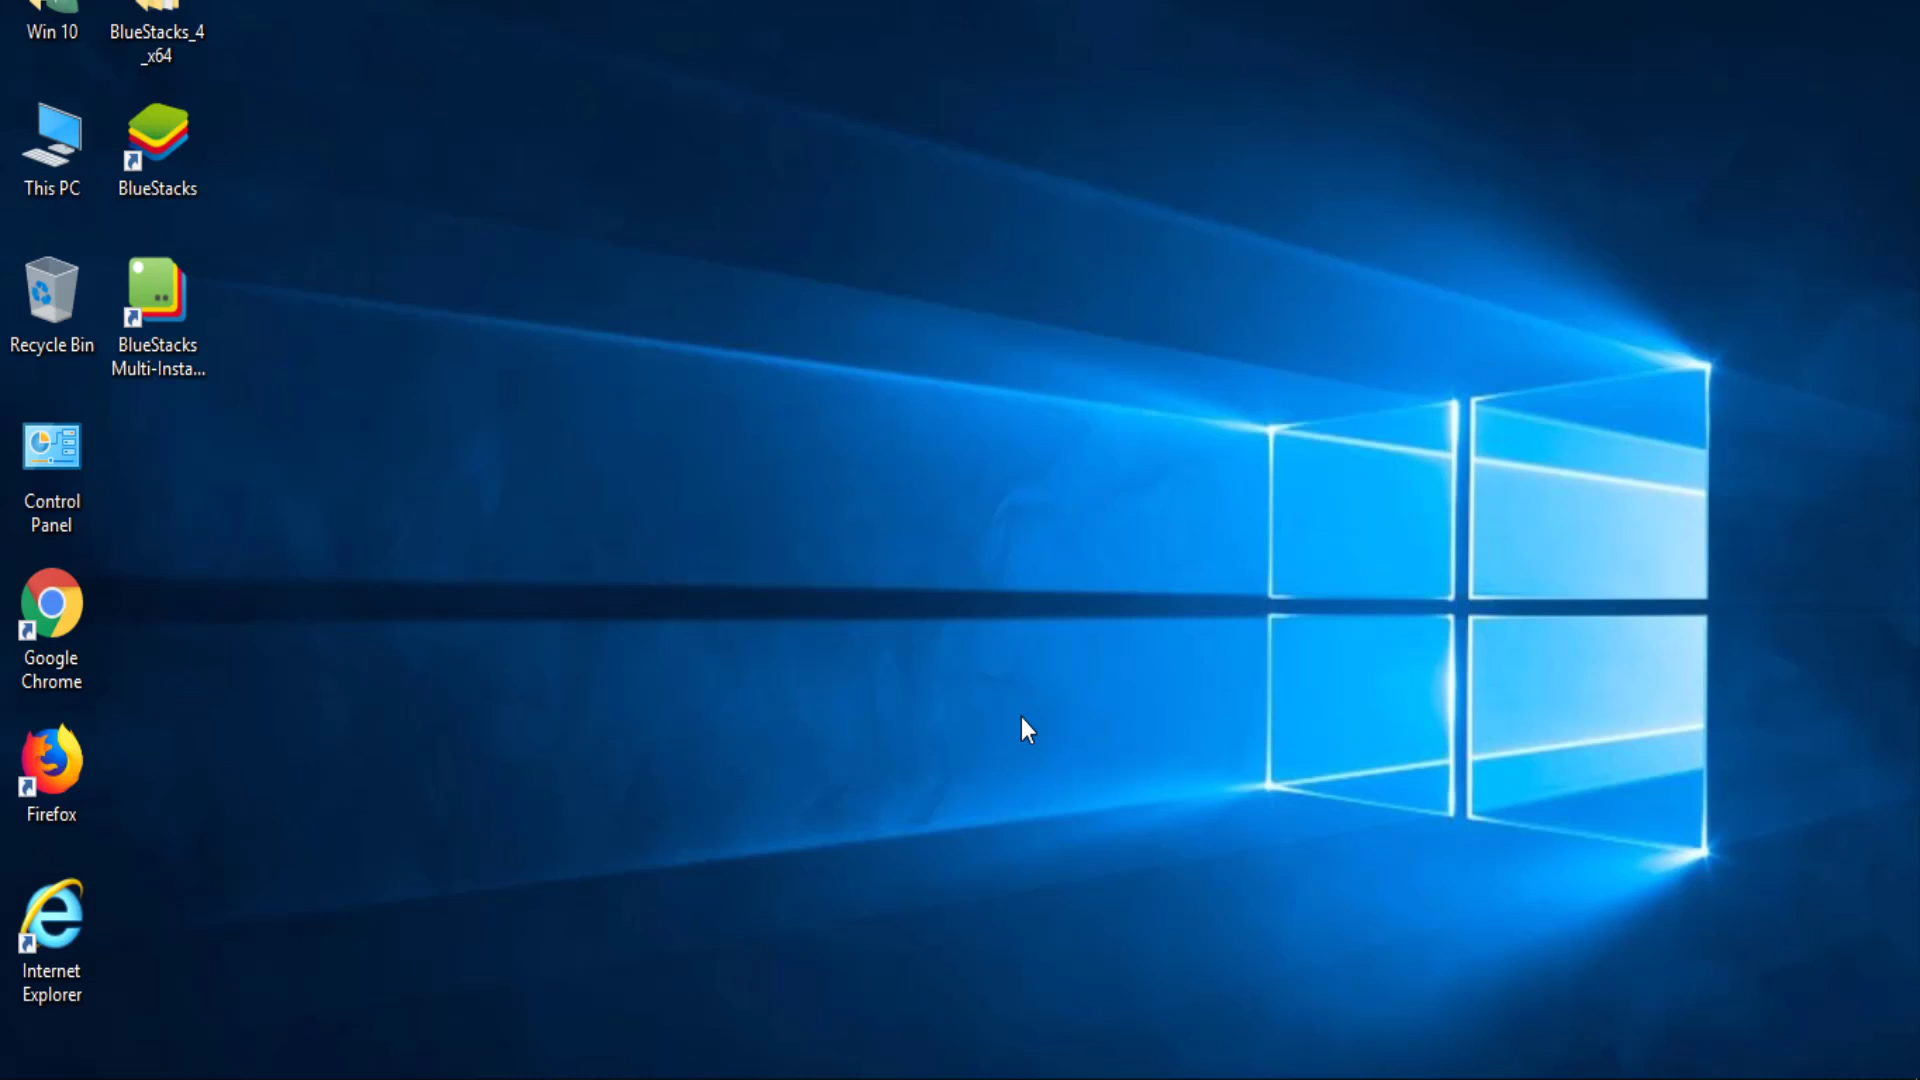 Win 10
BlueStacks_4
_x64
This PC
BlueStacks
Recycle Bin
BlueStacks
Multi-Insta...
Control
Panel
Google
Chrome
Firefox
Internet
Explorer